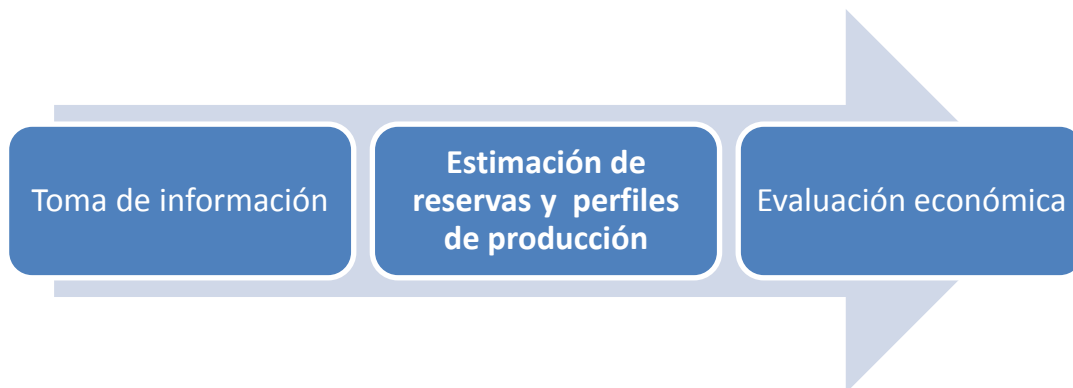 Toma de información
Estimación de
reservas y perfiles
de producción
Evaluación económica